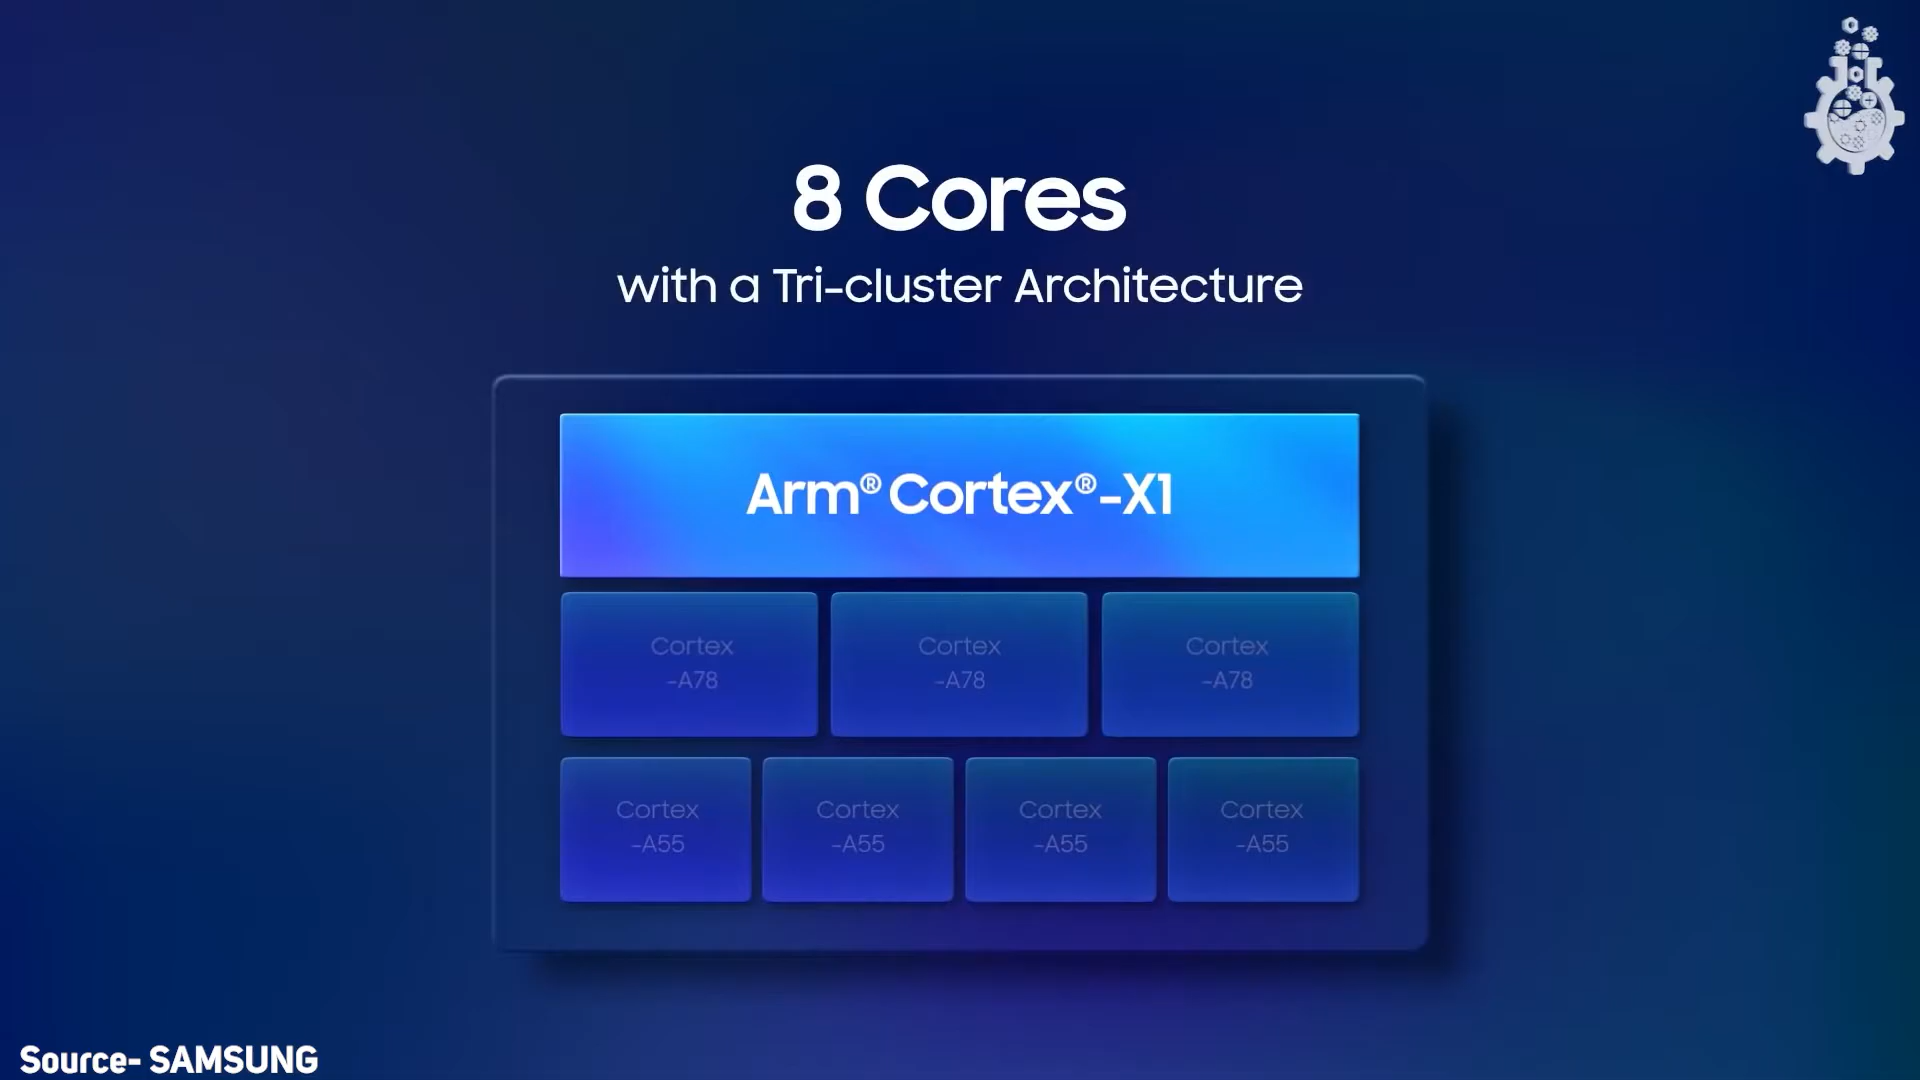 8 Cores
with a Tri-cluster Architecture
Arm® Cortex®-X1
Cortex
-A78
Cortex
-A78
Cortex
-A78
Cortex
-A55
Cortex
-A55
Cortex
-A55
Cortex
-A55
Source- SAMSUNG